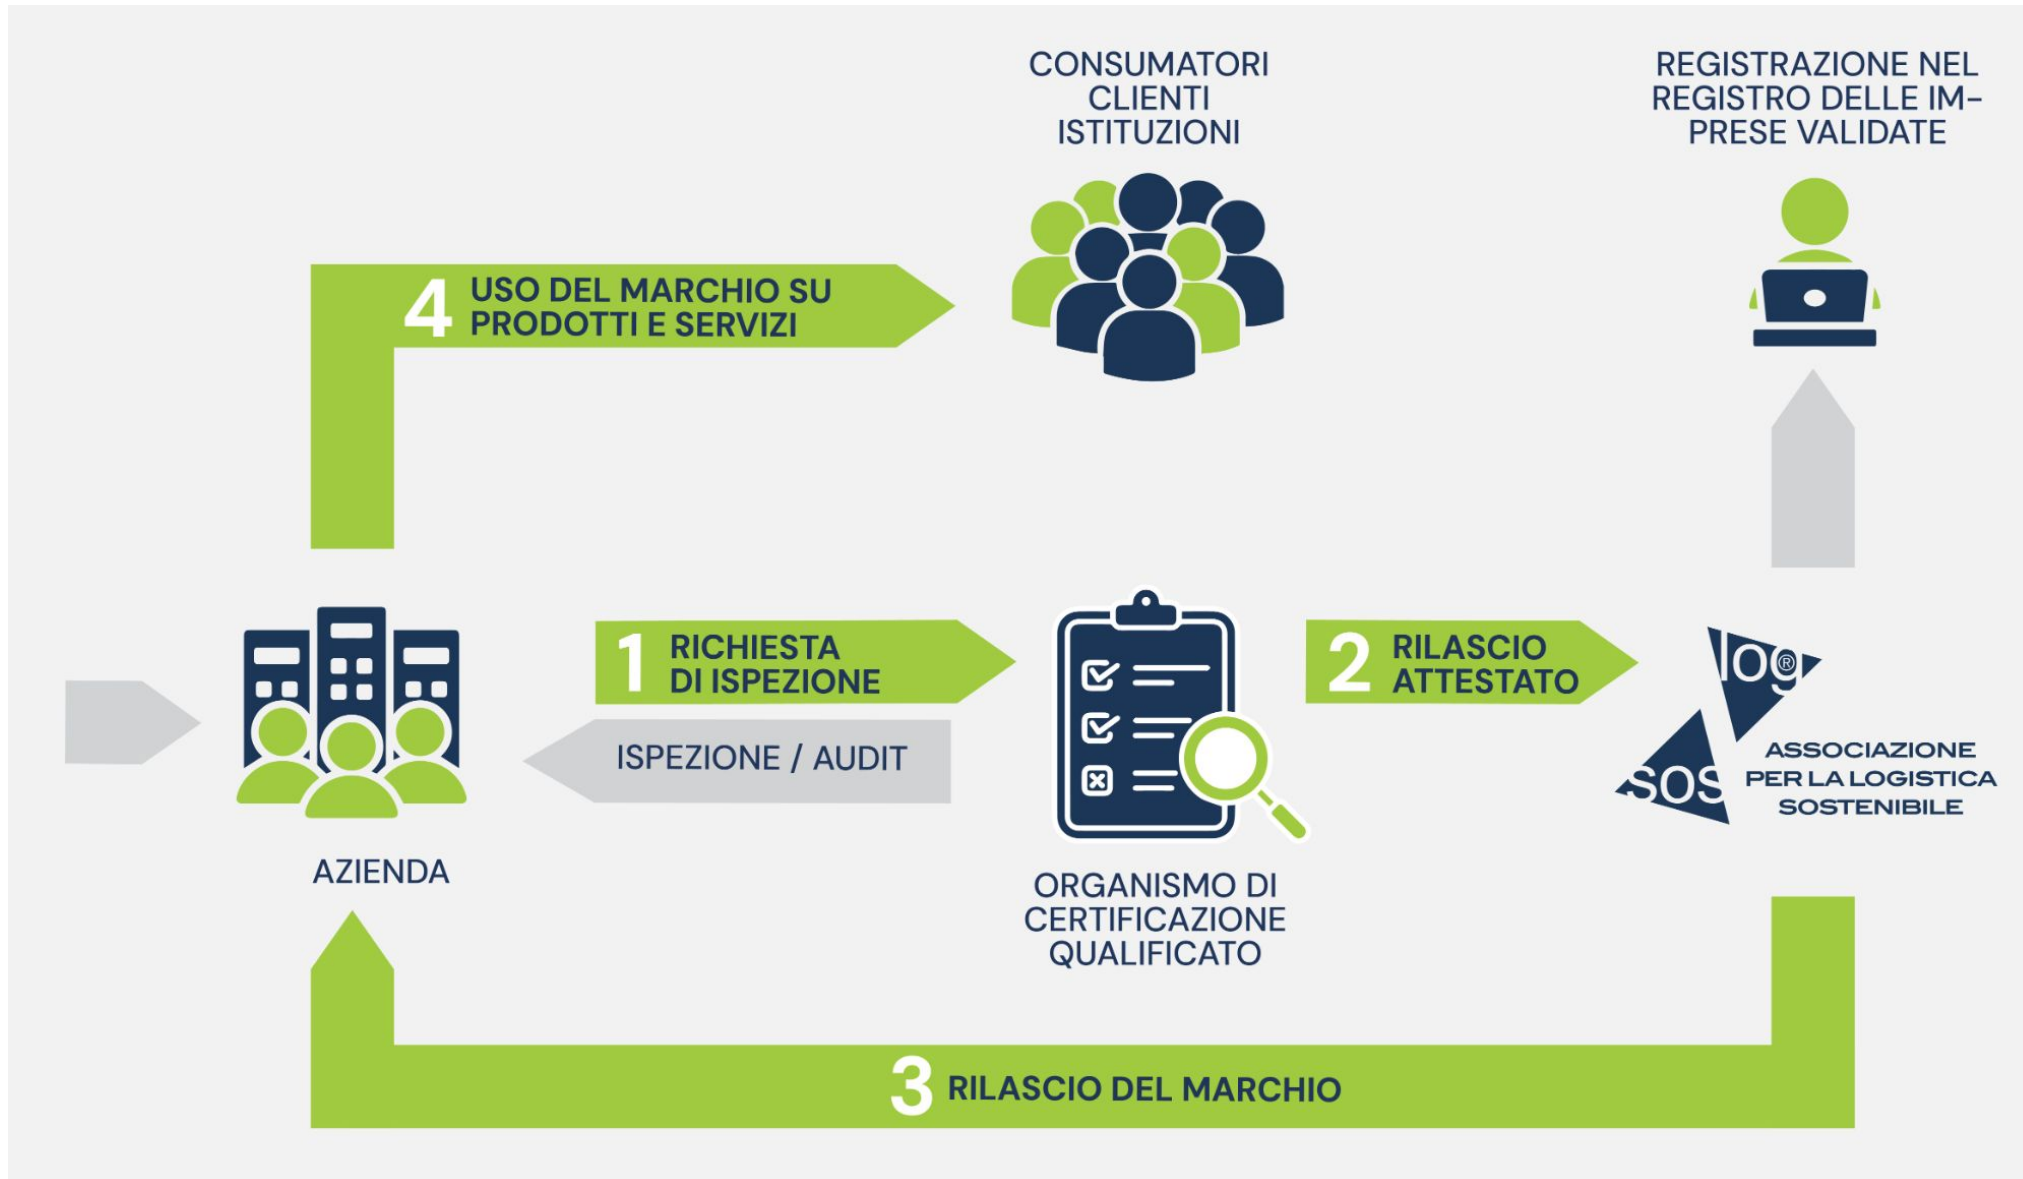 CONSUMATORI
CLIENTI
ISTITUZIONI
REGISTRAZIONE NEL
REGISTRO DELLE IM-
PRESE VALIDATE
4 USO DEL MARCHIO SU
PRODOTTI E SERVIZI
1 RICHIESTA
DI ISPEZIONE
ISPEZIONE / AUDIT
2 RILASCIO
ATTESTATO
log®
SOS
ASSOCIAZIONE
PER LA LOGISTICA
SOSTENIBILE
AZIENDA
ORGANISMO DI
CERTIFICAZIONE
QUALIFICATO
3 RILASCIO DEL MARCHIO